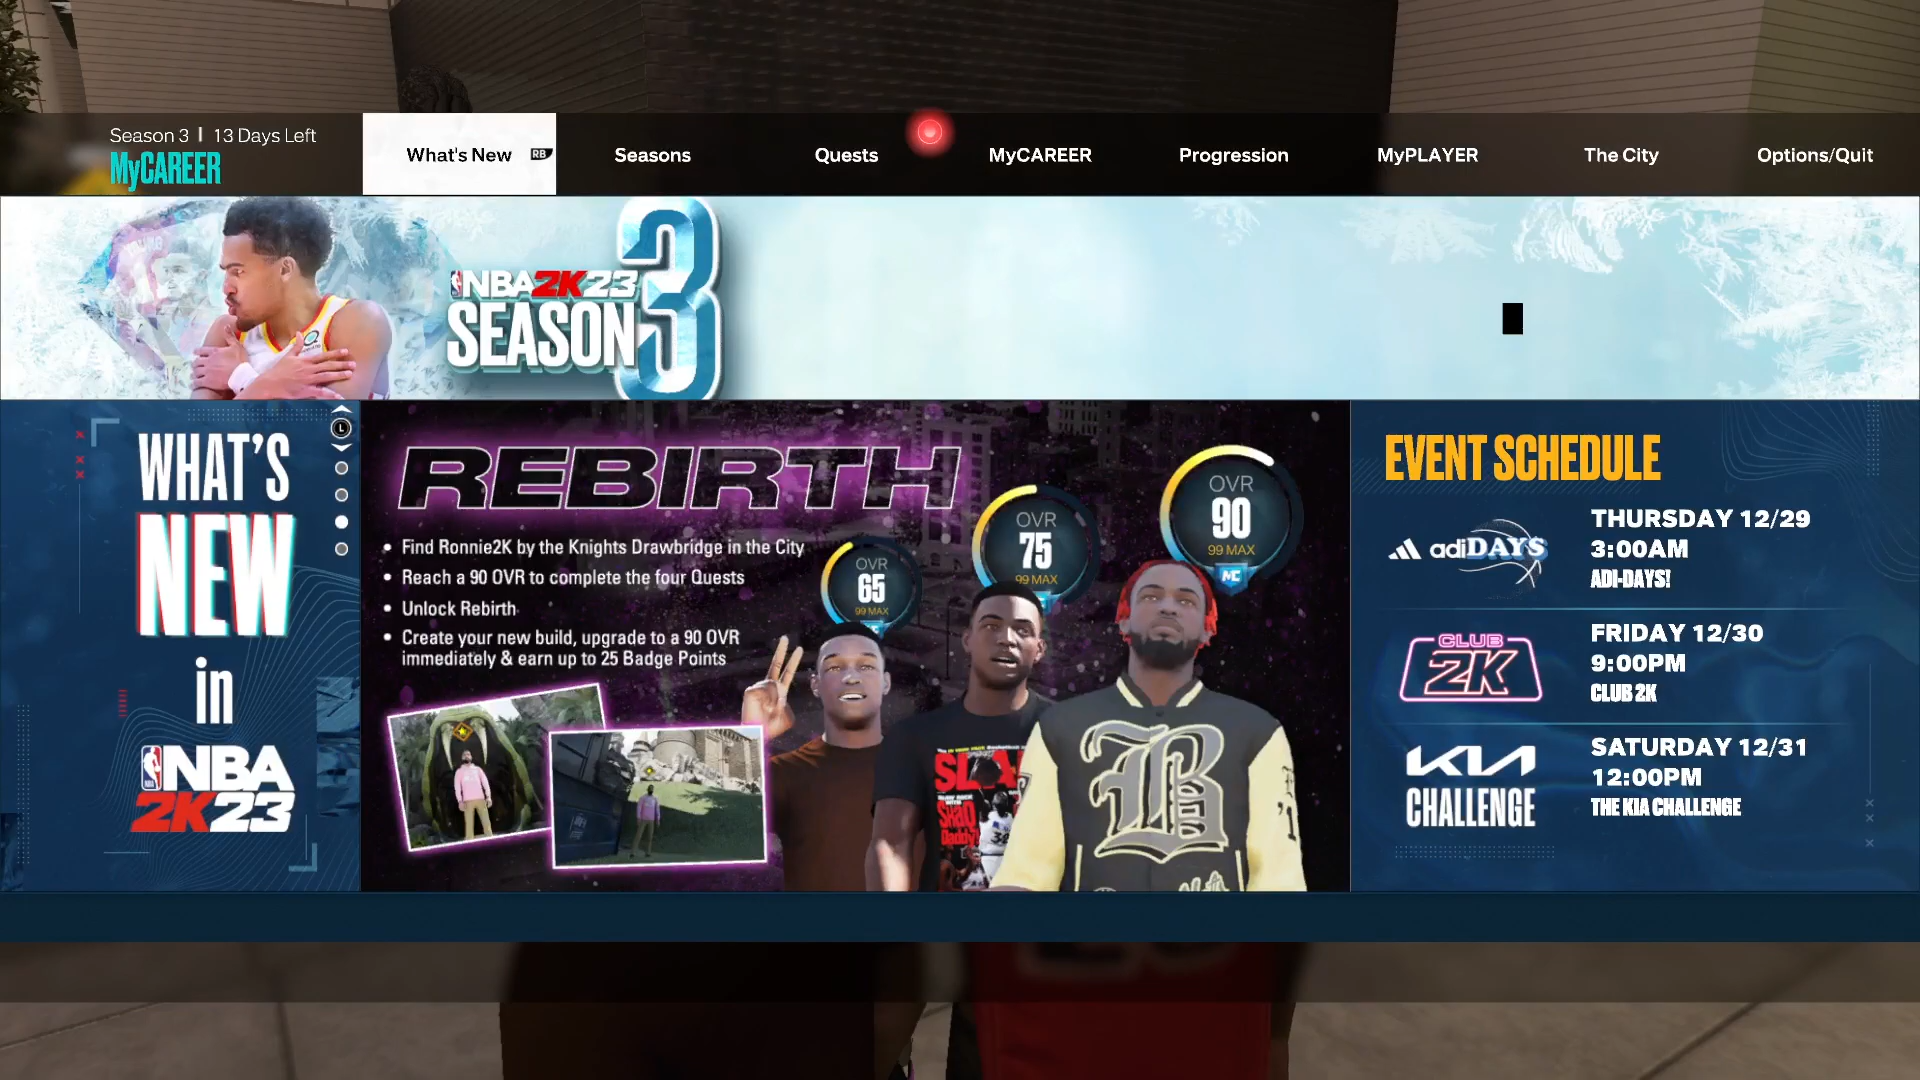 Season 3 | 13 Days Left
MyCAREER
What's New RB
Seasons
Quests
MyCAREER
Progression
MyPLAYER
The City
Options/Quit
NBA2K23
SEASON 3
WHAT'S
NEW
in
NBA
2K23
L
REBIRTH
• Find Ronnie2K by the Knights Drawbridge in the City
• Reach a 90 OVR to complete the four Quests
• Unlock Rebirth
• Create your new build, upgrade to a 90 OVR
immediately & earn up to 25 Badge Points
OVR
65
99 MAX
OVR
75
99 MAX
OVR
90
99 MAX
MC
SLA
Shaq
Daddy
B
EVENT SCHEDULE
adiDAYS
THURSDAY 12/29
3:00AM
ADI-DAYS!
CLUB
2K
FRIDAY 12/30
9:00PM
CLUB 2K
KIA
CHALLENGE
SATURDAY 12/31
12:00PM
THE KIA CHALLENGE